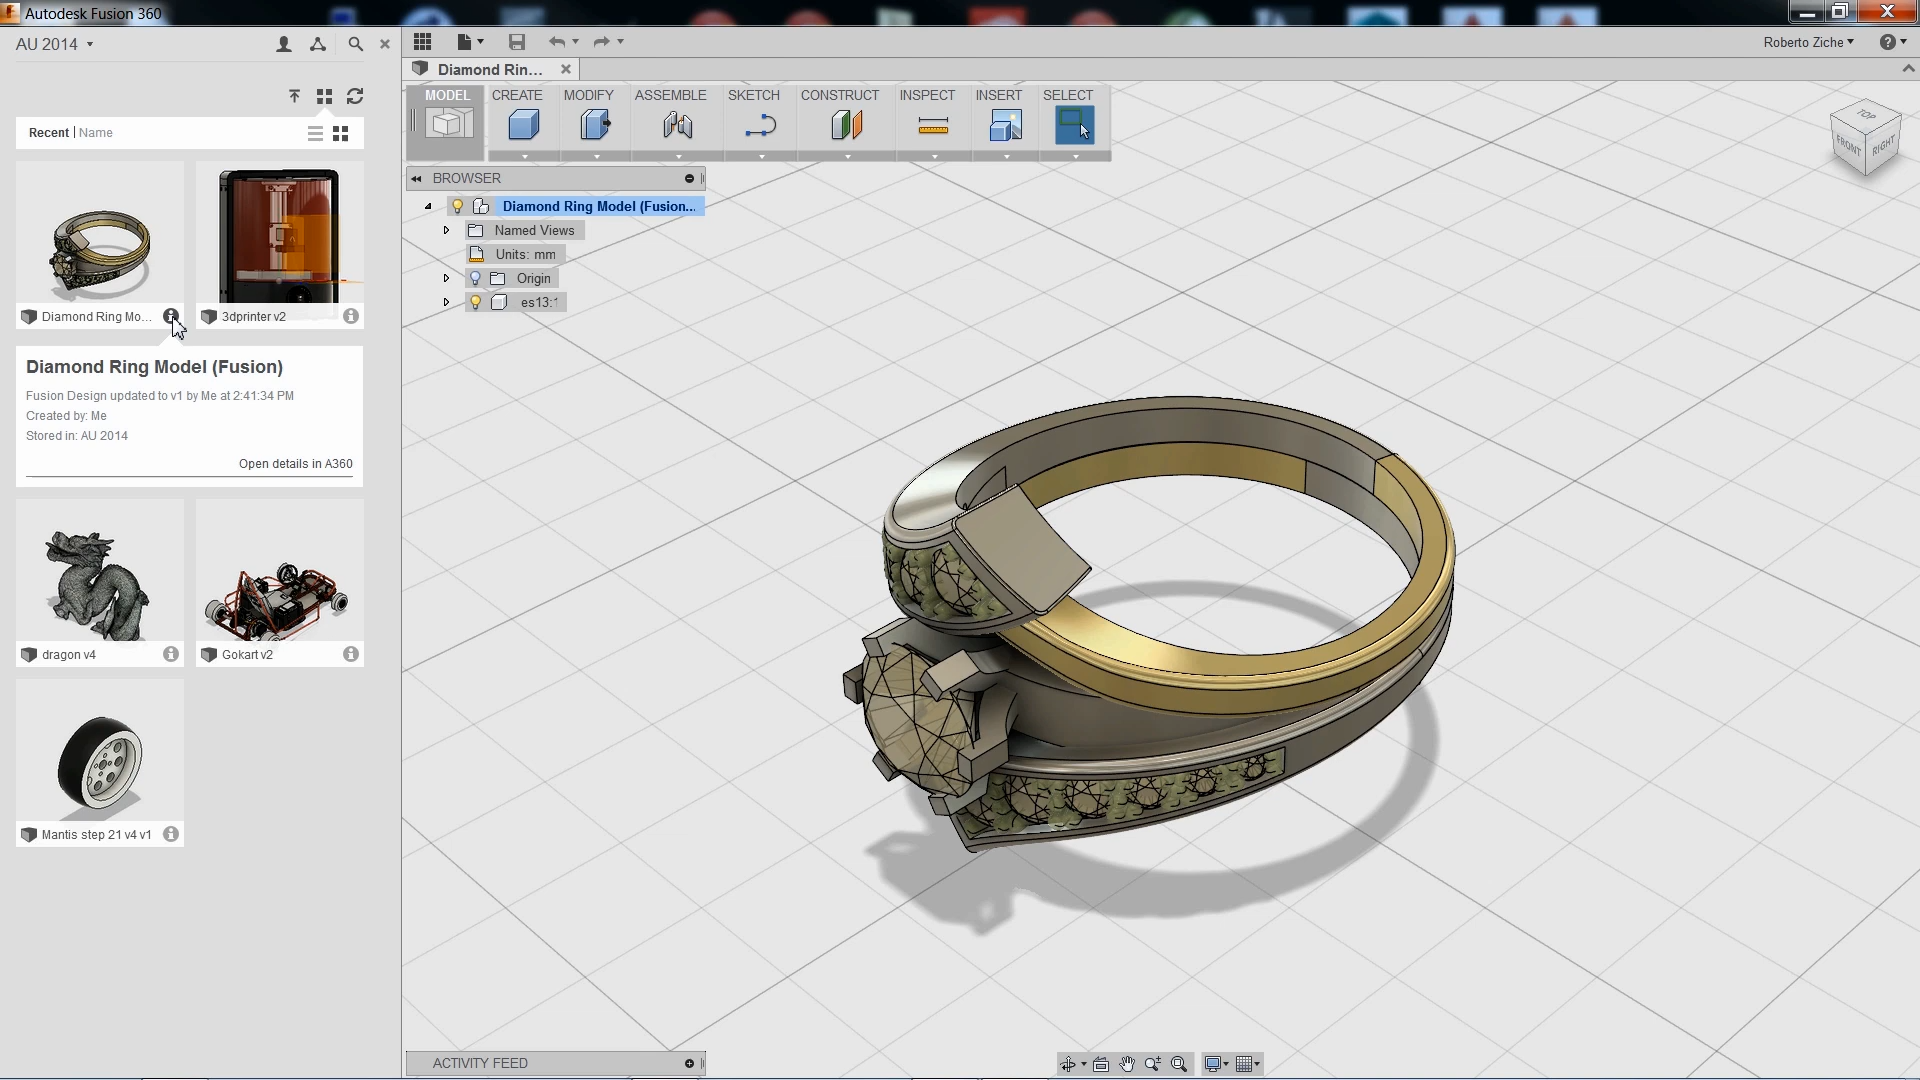 Autodesk Fusion 360
AU 2014
Roberto Ziche
Diamond Rin...
MODEL CREATE MODIFY ASSEMBLE SKETCH CONSTRUCT INSPECT INSERT SELECT
Recent | Name
BROWSER
Diamond Ring Model (Fusion...
Named Views
Units: mm
Origin
es13:1
TOP
FRONT RIGHT
Diamond Ring Mo...
3dprinter v2
Diamond Ring Model (Fusion)
Fusion Design updated to v1 by Me at 2:41:34 PM
Created by: Me
Stored in: AU 2014
Open details in A360
dragon v4
Gokart v2
Mantis step 21 v4 v1
ACTIVITY FEED